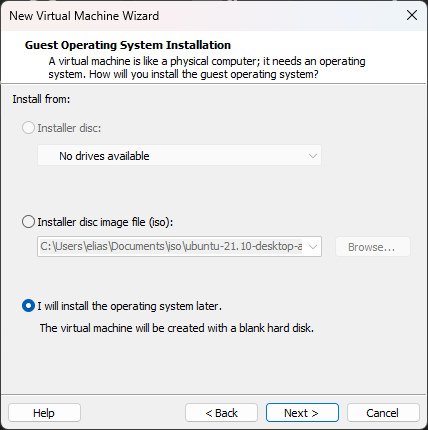 New Virtual Machine Wizard
Guest Operating System Installation
A virtual machine is like a physical computer; it needs an operating
system. How will you install the guest operating system?
Install from:
Installer disc:
No drives available
Installer disc image file (iso):
C:\Users\elias\Documents\iso\ubuntu-21.10-desktop-a
Browse...
I will install the operating system later.
The virtual machine will be created with a blank hard disk.
Help
< Back
Next >
Cancel